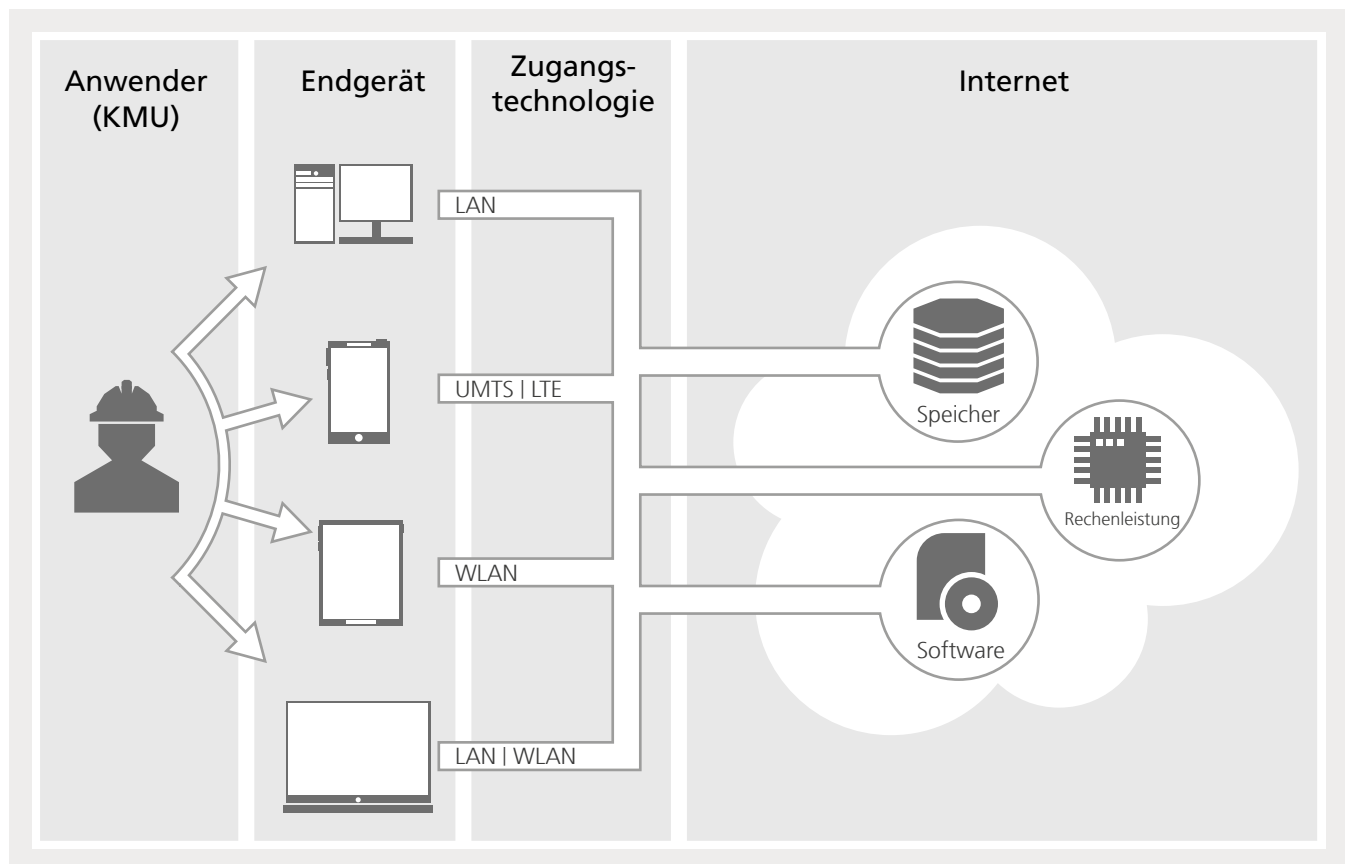 Anwender
(KMU)
Endgerät
Zugangs-
technologie
Internet
LAN
UMTS | LTE
WLAN
LAN | WLAN
Speicher
Rechenleistung
Software